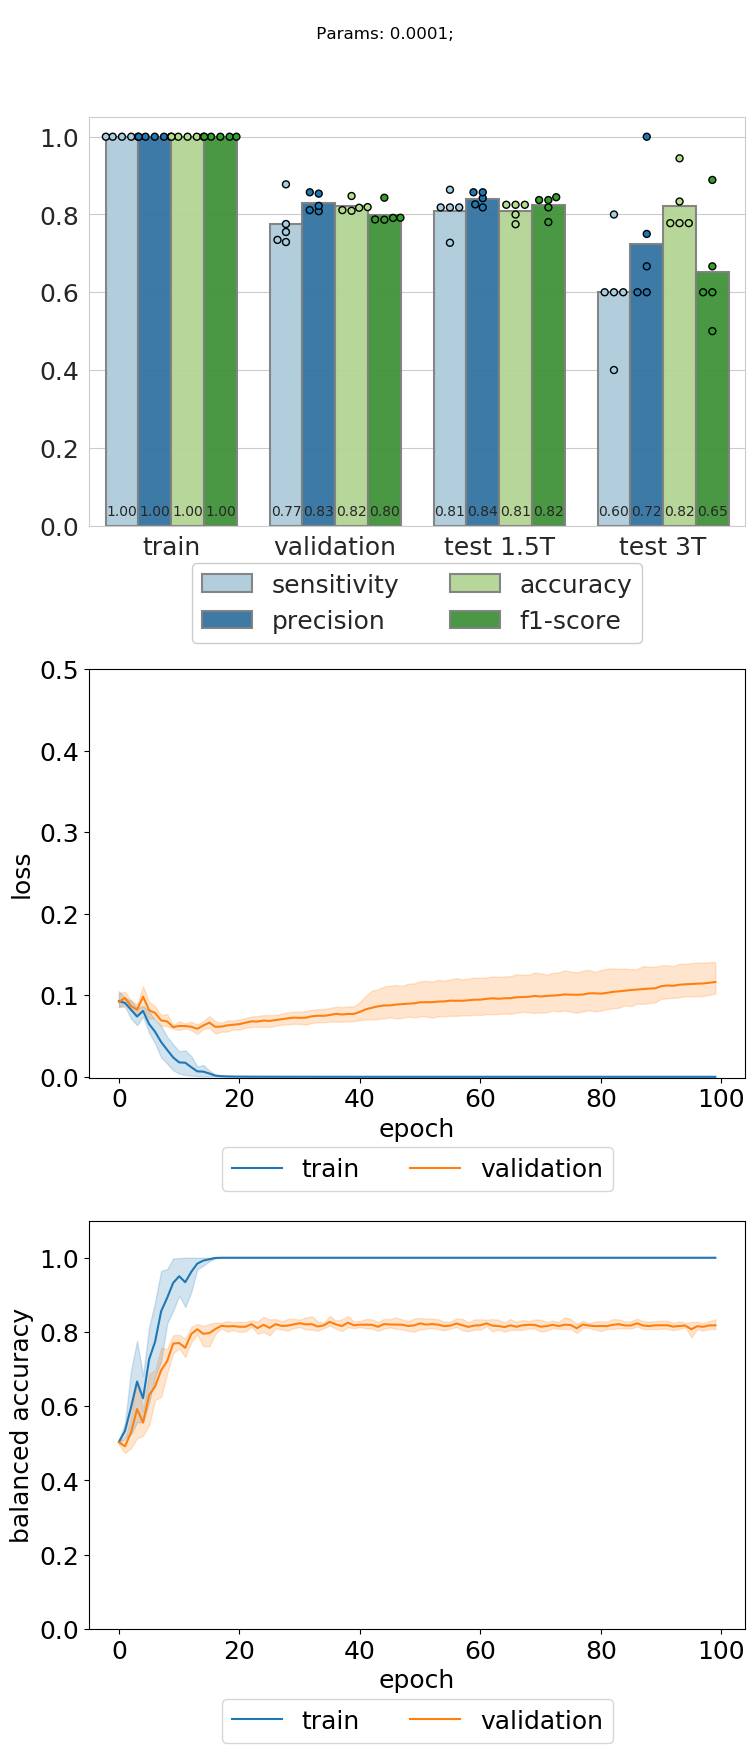 Params: 0.0001;
1.0
0.8
0.6
0.4
0.2
0.0
1.00 1.00 1.00 1.00 0.77 0.83 0.82 0.80 0.81 0.84 0.81 0.82 0.60 0.72 0.82 0.65
train validation test 1.5T test 3T
sensitivity accuracy
precision f1-score
0.5
0.4
0.3
0.2
0.1
0.0
loss
0 20 40 60 80 100
epoch
train validation
1.0
0.8
0.6
0.4
0.2
0.0
balanced accuracy
0 20 40 60 80 100
epoch
train validation